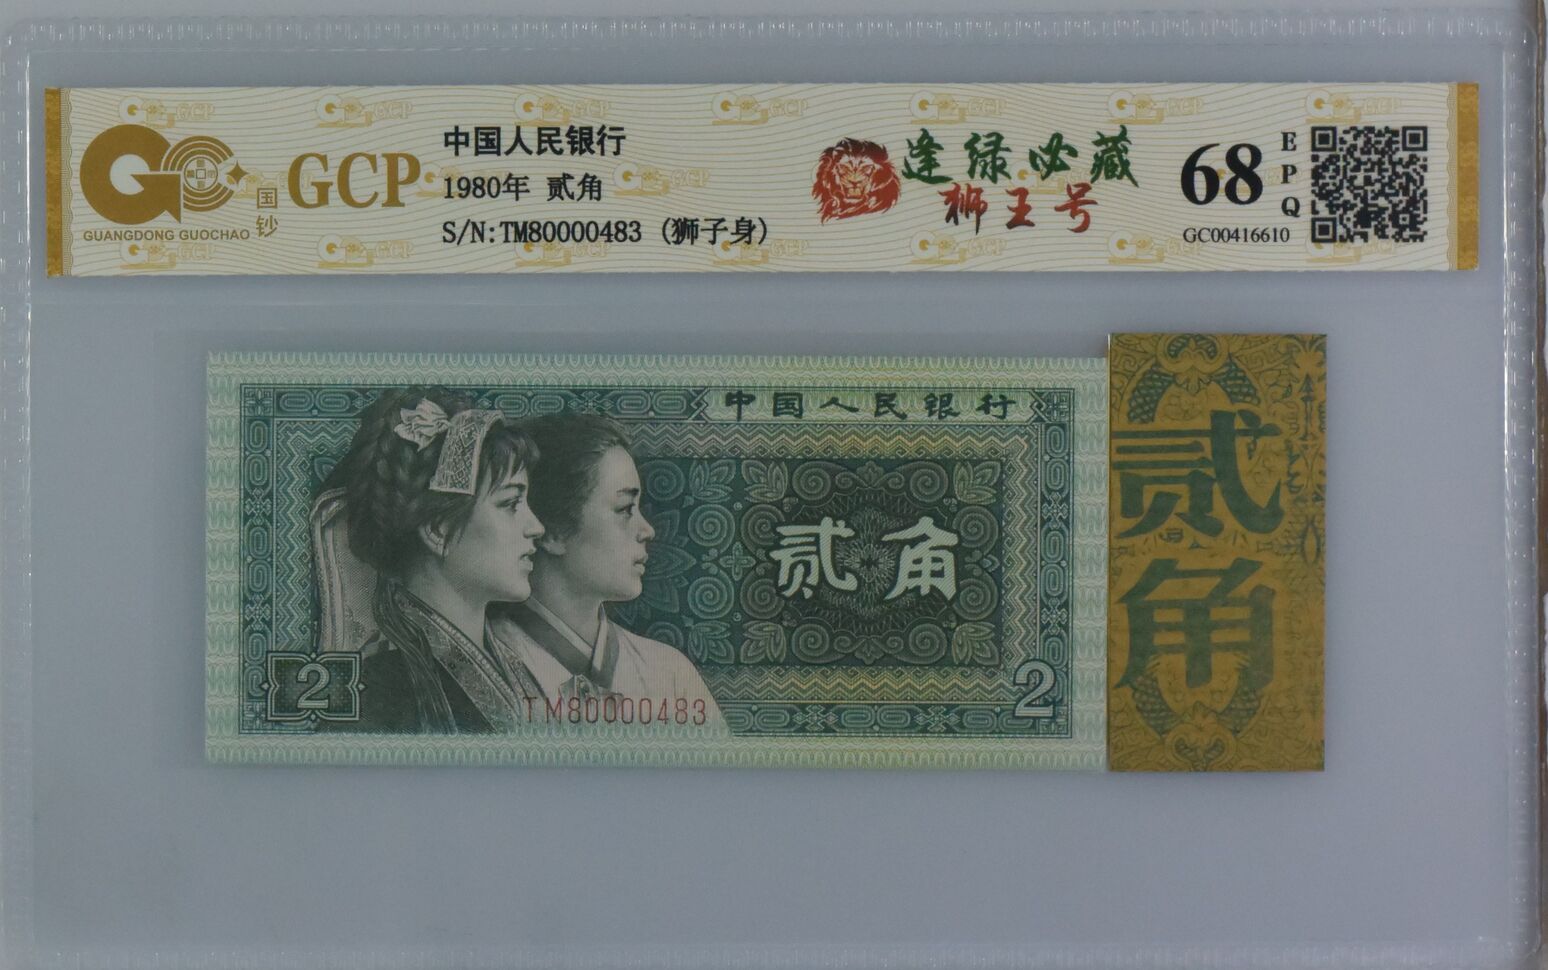 GCP
GUANGDONG GUOCHAO
国钞
中国人民银行
1980年 贰角
S/N:TM80000483 (狮子身)
逢绿必藏
狮王号
68
EPQ
GC00416610
中国人民银行
贰角
2
TM80000483
2
贰角